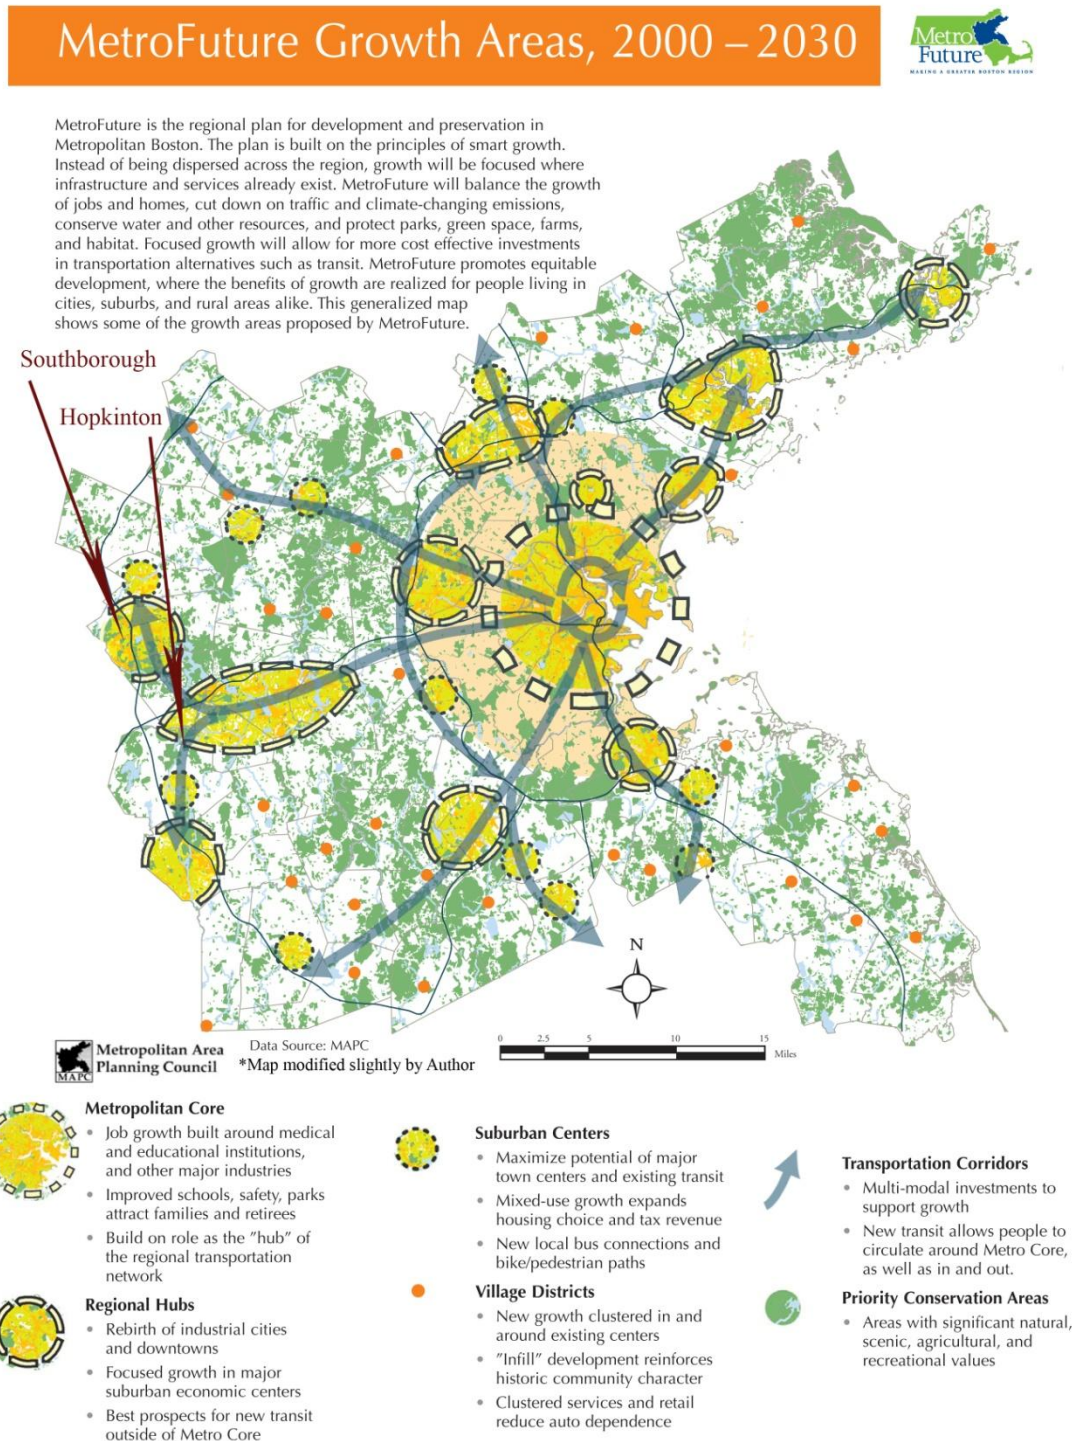 MetroFuture Growth Areas, 2000 – 2030
Metro
Future
MAKING A GREATER BOSTON REGION
MetroFuture is the regional plan for development and preservation in
Metropolitan Boston. The plan is built on the principles of smart growth.
Instead of being dispersed across the region, growth will be focused where
infrastructure and services already exist. MetroFuture will balance the growth
of jobs and homes, cut down on traffic and climate-changing emissions,
conserve water and other resources, and protect parks, green space, farms,
and habitat. Focused growth will allow for more cost effective investments
in transportation alternatives such as transit. MetroFuture promotes equitable
development, where the benefits of growth are realized for people living in
cities, suburbs, and rural areas alike. This generalized map
shows some of the growth areas proposed by MetroFuture.
Southborough
Hopkinton
N
0 2.5 5 10 15
Miles
MAPC
Metropolitan Area
Planning Council
Data Source: MAPC
*Map modified slightly by Author
Metropolitan Core
• Job growth built around medical
and educational institutions,
and other major industries
• Improved schools, safety, parks
attract families and retirees
• Build on role as the "hub" of
the regional transportation
network
Regional Hubs
• Rebirth of industrial cities
and downtowns
• Focused growth in major
suburban economic centers
• Best prospects for new transit
outside of Metro Core
Suburban Centers
• Maximize potential of major
town centers and existing transit
• Mixed-use growth expands
housing choice and tax revenue
• New local bus connections and
bike/pedestrian paths
Village Districts
• New growth clustered in and
around existing centers
• "Infill" development reinforces
historic community character
• Clustered services and retail
reduce auto dependence
Transportation Corridors
• Multi-modal investments to
support growth
• New transit allows people to
circulate around Metro Core,
as well as in and out.
Priority Conservation Areas
• Areas with significant natural,
scenic, agricultural, and
recreational values